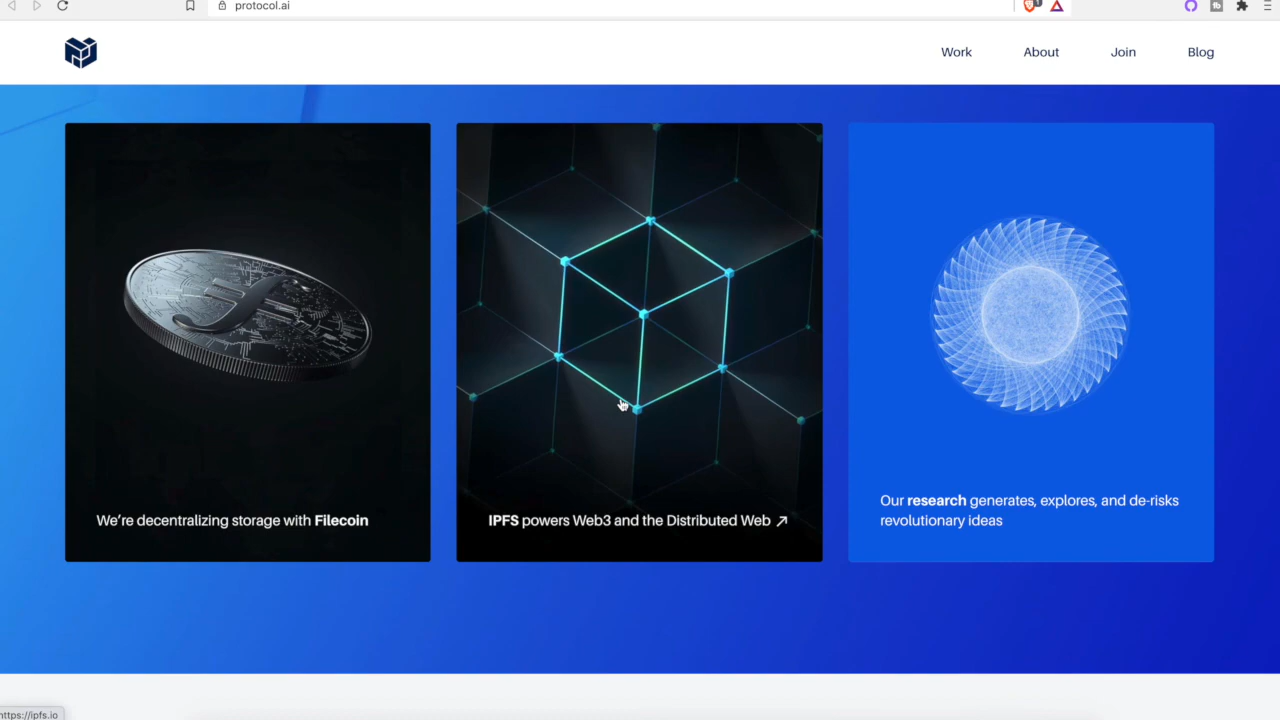 protocol.ai
1
Work
About
Join
Blog
We’re decentralizing storage with Filecoin
IPFS powers Web3 and the Distributed Web ↗
Our research generates, explores, and de-risks
revolutionary ideas
https://ipfs.io